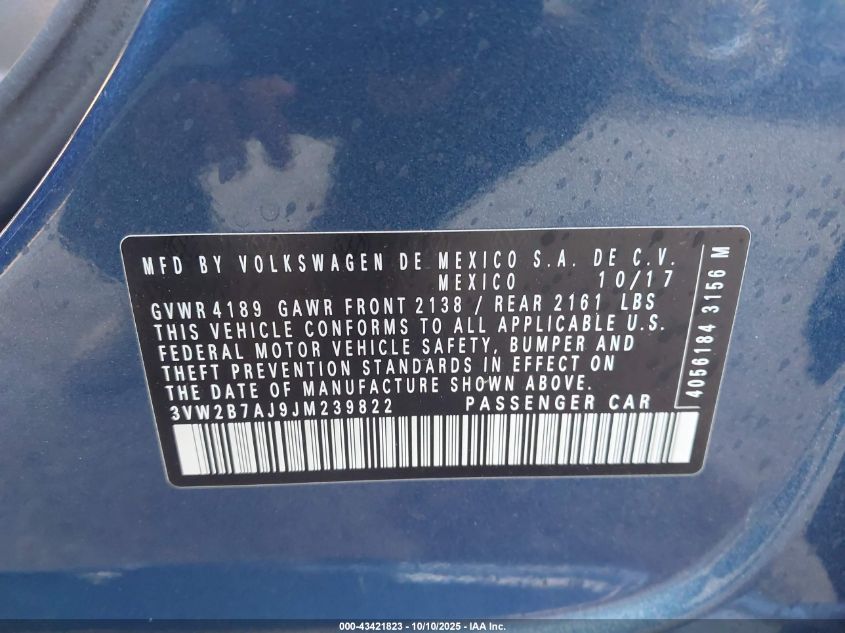 MFD BY VOLKSWAGEN DE MEXICO S.A. DE C.V.
MEXICO 10/17
GVWR 4189 GAWR FRONT 2138 / REAR 2161 LBS
THIS VEHICLE CONFORMS TO ALL APPLICABLE U.S.
FEDERAL MOTOR VEHICLE SAFETY, BUMPER AND
THEFT PREVENTION STANDARDS IN EFFECT ON
THE DATE OF MANUFACTURE SHOWN ABOVE.
3VW2B7AJ9JM239822 PASSENGER CAR
4056184 3156 M
000-43421823 - 10/10/2025 - IAA Inc.